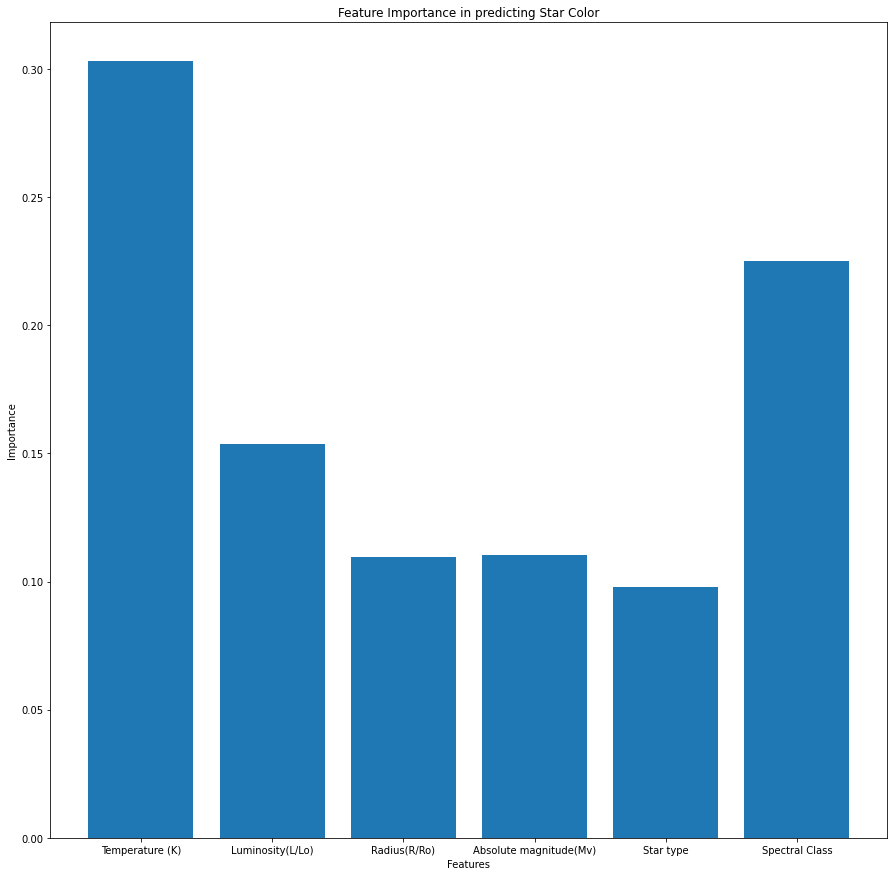 Feature Importance in predicting Star Color
0.30
0.25
0.20
0.15
0.10
0.05
0.00
Importance
Temperature (K) Luminosity(L/Lo) Radius(R/Ro) Absolute magnitude(Mv) Star type Spectral Class
Features